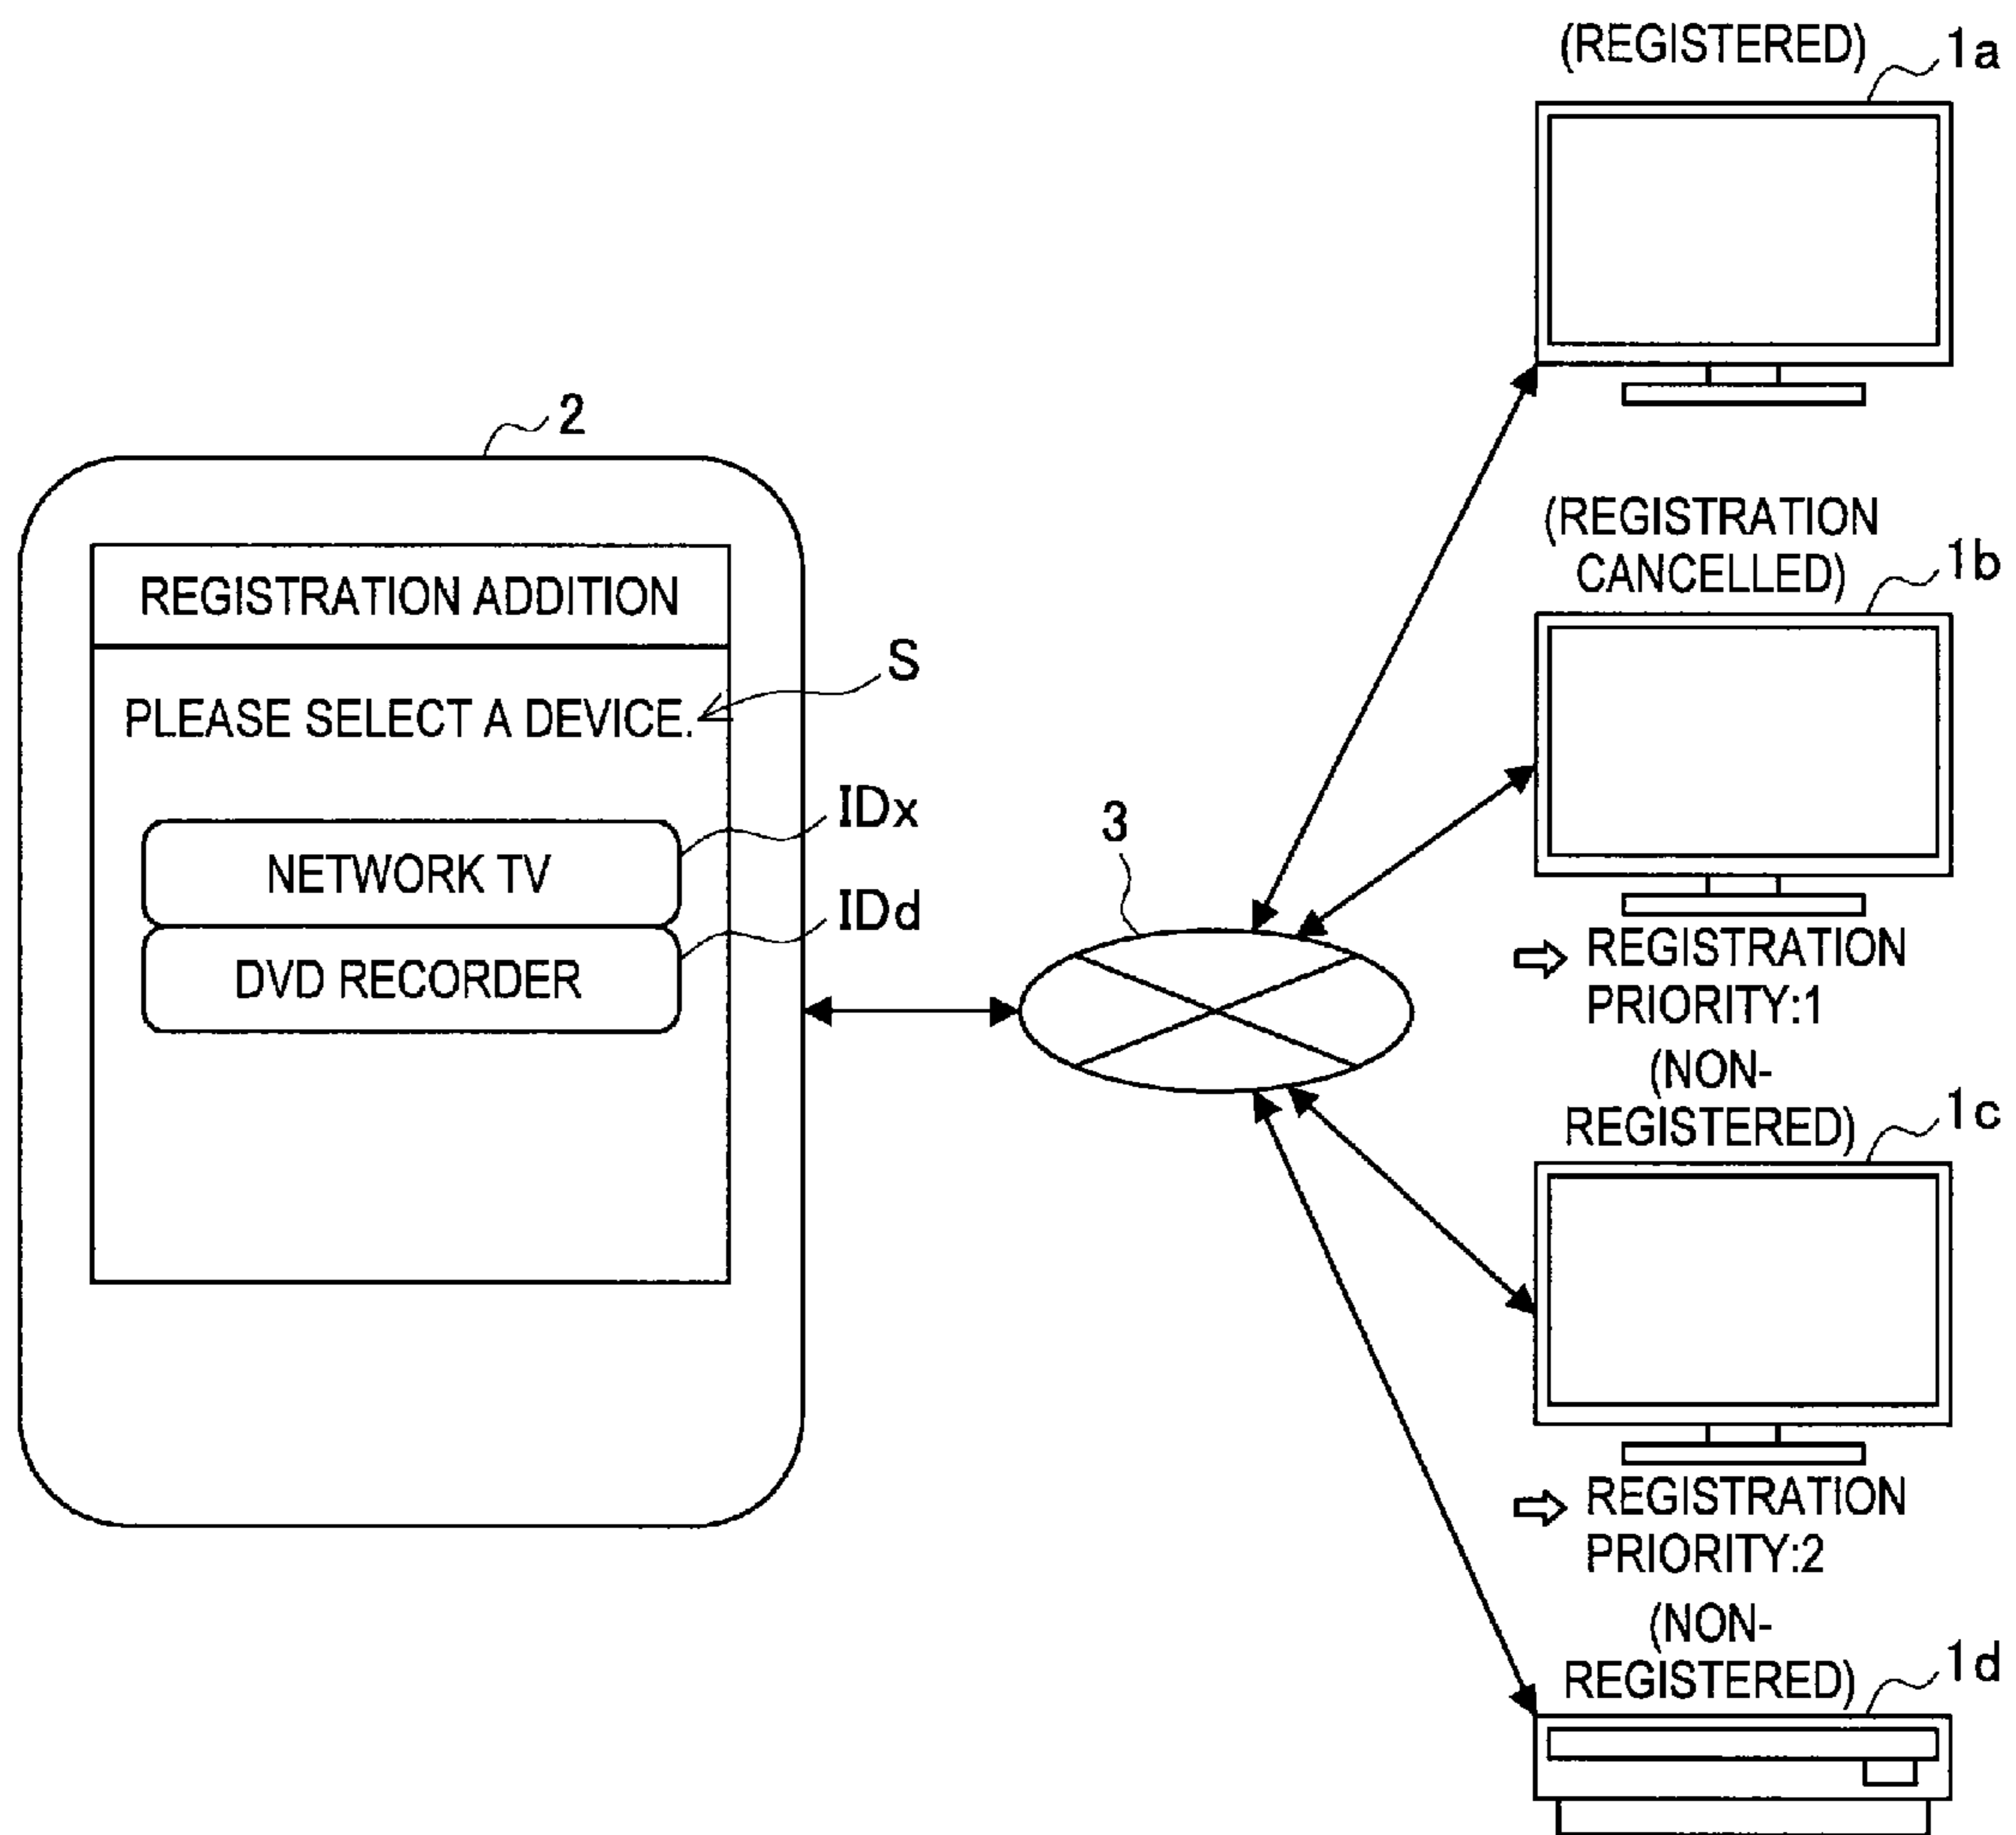 (REGISTERED)
1a
2
(REGISTRATION
CANCELLED)
1b
REGISTRATION ADDITION
S
PLEASE SELECT A DEVICE.
IDx
NETWORK TV
3
IDd
DVD RECORDER
REGISTRATION
PRIORITY:1
(NON-
REGISTERED)
1c
REGISTRATION
PRIORITY:2
(NON-
REGISTERED)
1d